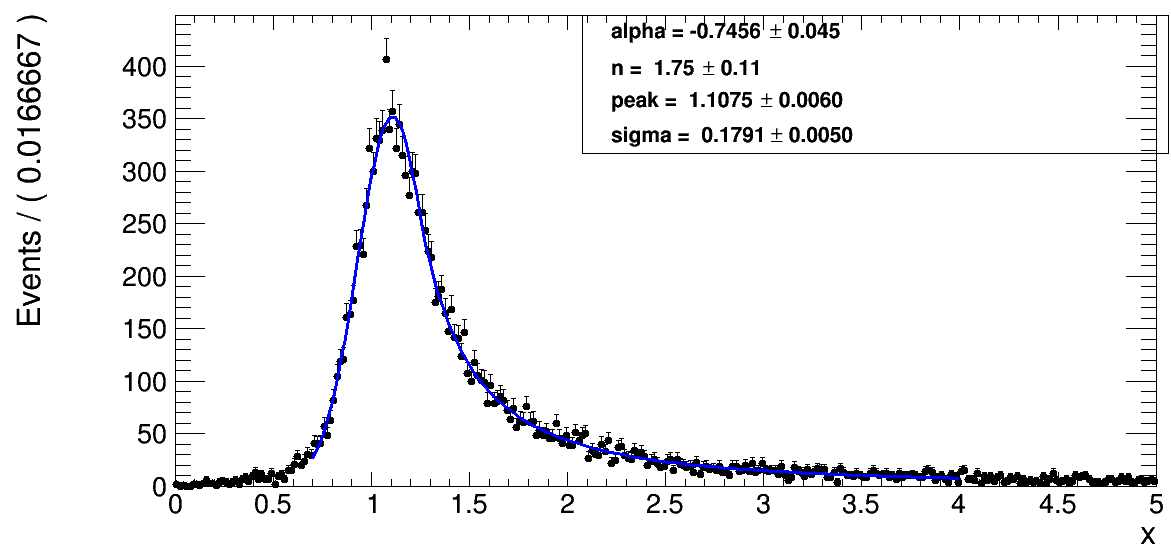 alpha = -0.7456 ± 0.045
n = 1.75 ± 0.11
peak = 1.1075 ± 0.0060
sigma = 0.1791 ± 0.0050
Events / ( 0.0166667 )
400
350
300
250
200
150
100
50
0
0 0.5 1 1.5 2 2.5 3 3.5 4 4.5 5
x